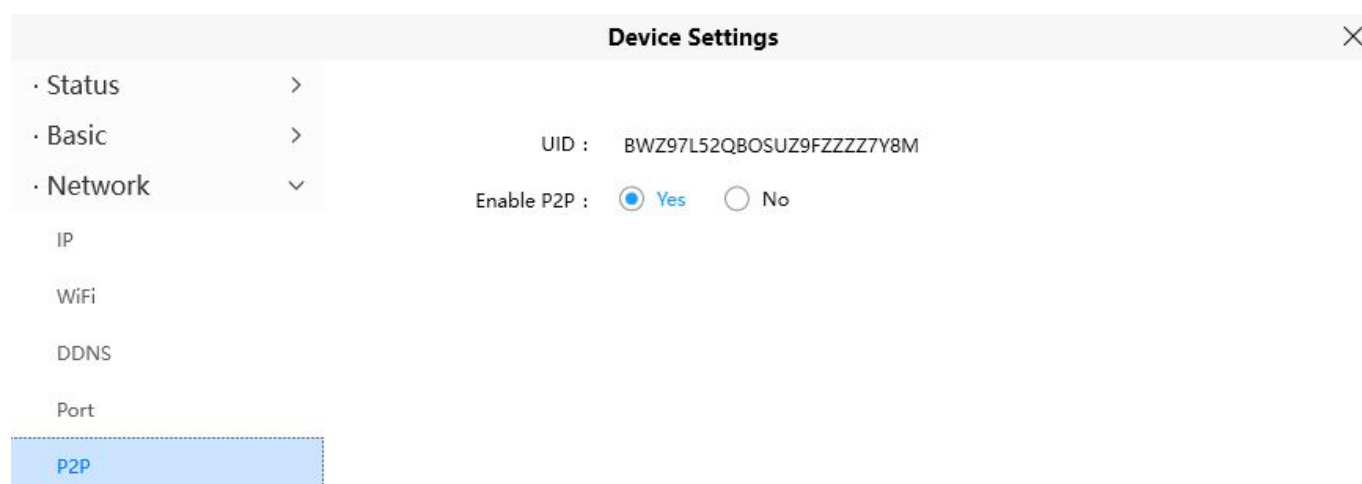 Device Settings
· Status
· Basic
· Network
IP
WiFi
DDNS
Port
P2P
UID : BWZ97L52QBOSUZ9FZZZZ7Y8M
Enable P2P : Yes No